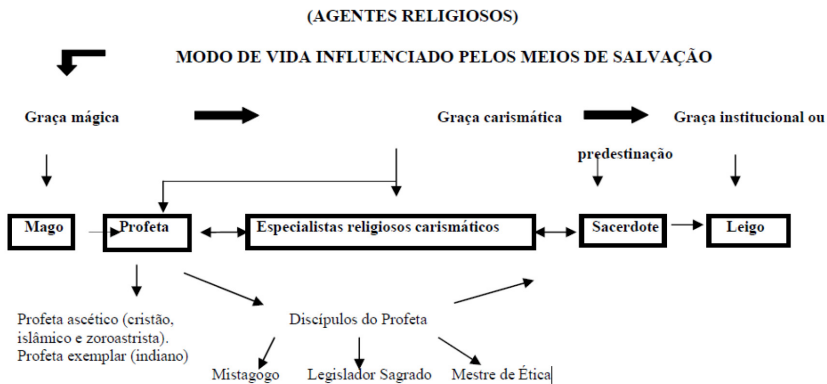 (AGENTES RELIGIOSOS)
MODO DE VIDA INFLUENCIADO PELOS MEIOS DE SALVAÇÃO
Graça mágica
Graça carismática
Graça institucional ou
predestinação
Mago
Profeta
Especialistas religiosos carismáticos
Sacerdote
Leigo
Profeta ascético (cristão,
islâmico e zoroastrista).
Profeta exemplar (indiano)
Discípulos do Profeta
Mistagogo
Legislador Sagrado
Mestre de Ética